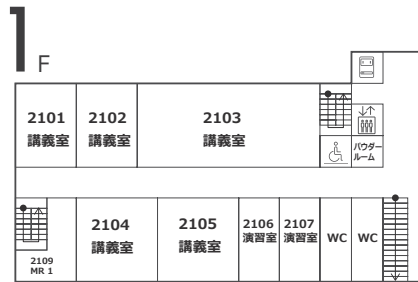 1F
2101
講義室
2102
講義室
2103
講義室
パウダー
ルーム
2104
講義室
2105
講義室
2106
演習室
2107
演習室
WC
WC
2109
MR 1